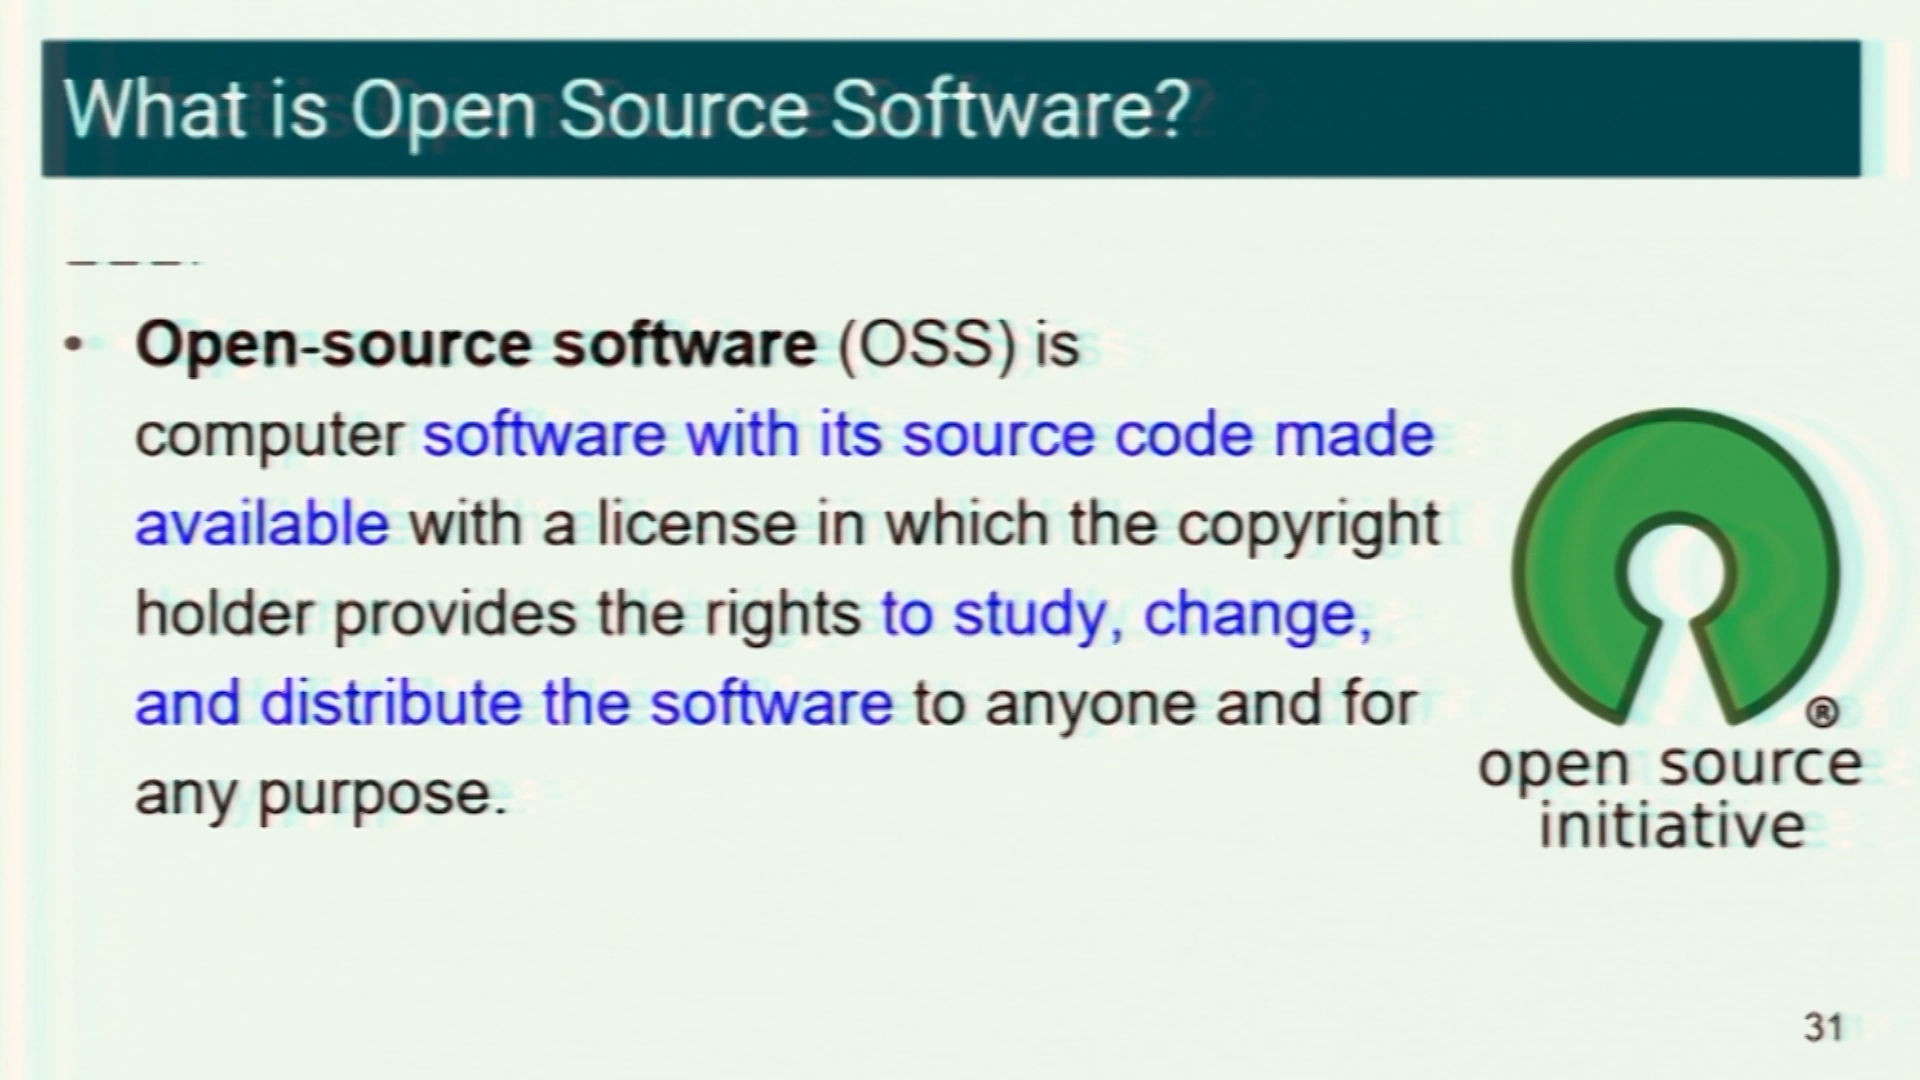 What is Open Source Software?
• Open-source software (OSS) is
computer software with its source code made
available with a license in which the copyright
holder provides the rights to study, change,
and distribute the software to anyone and for
any purpose.
®
open source
initiative
31